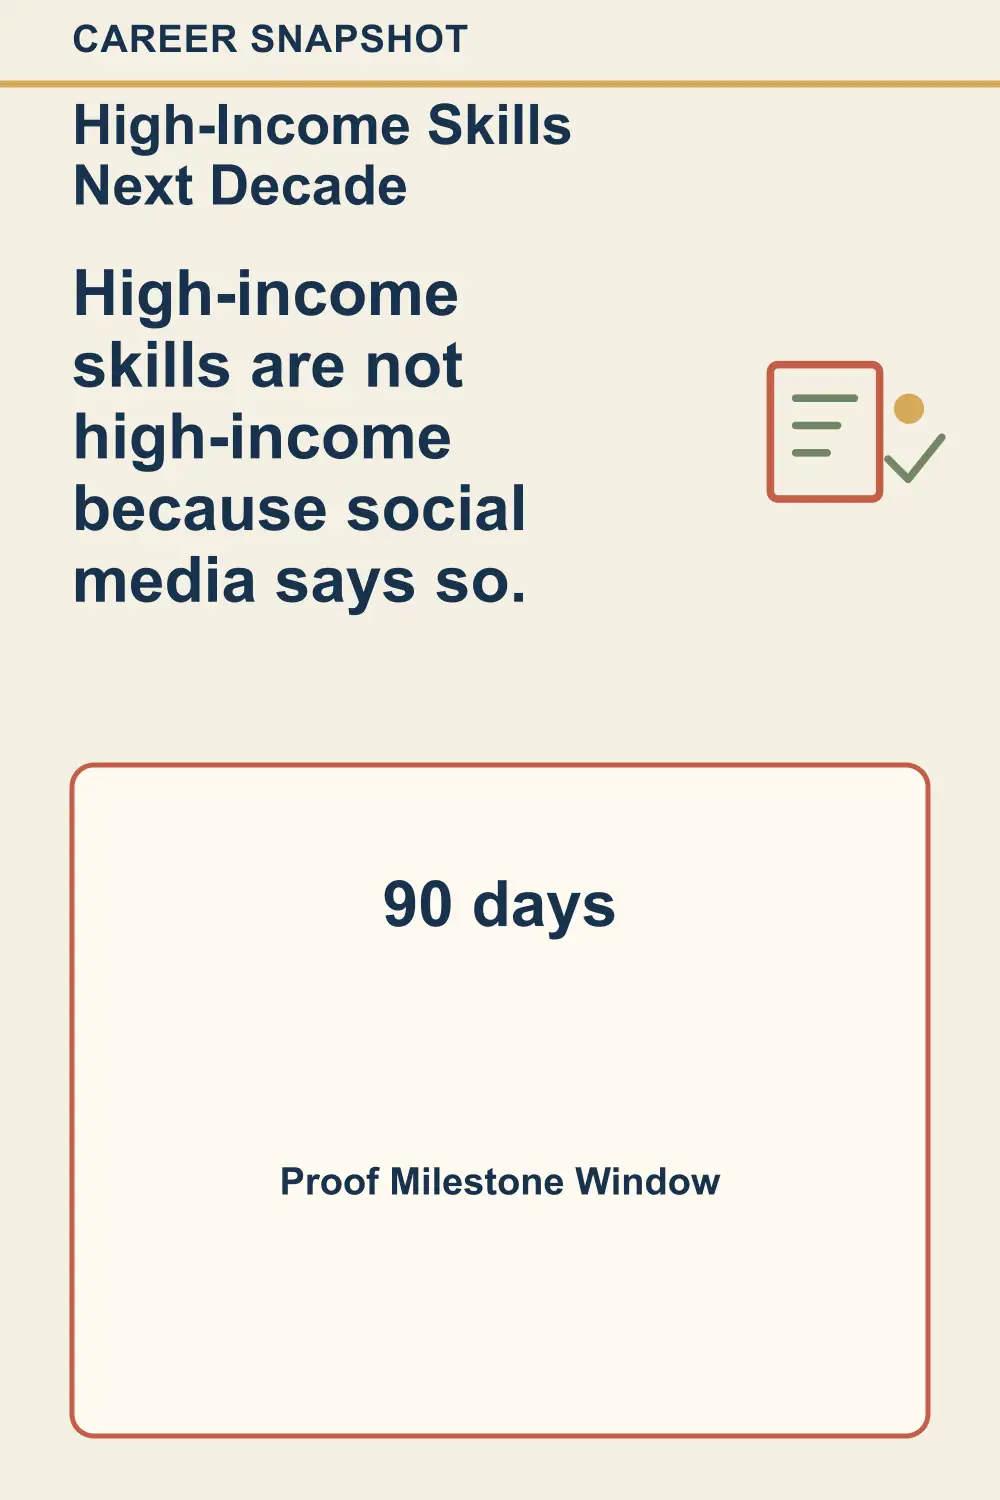 CAREER SNAPSHOT
High-Income Skills
Next Decade
High-income
skills are not
high-income
because social
media says so.
90 days
Proof Milestone Window